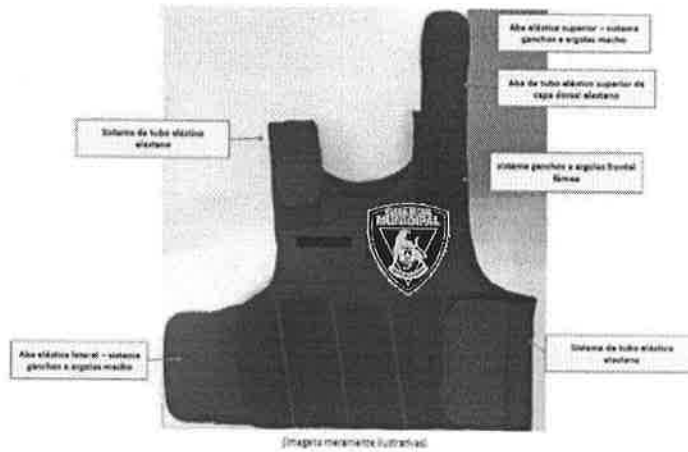 Aba elástica superior – sistema
ganchos e argolas macho
Aba de tubo elástico superior da
capa dorsal elastano
Sistema de tubo elástico
elastano
sistema ganchos e argolas frontal
fêmea
MUNICIPAL
Aba elástica lateral – sistema
ganchos e argolas macho
Sistema de tubo elástico
elastano
(Imagens meramente ilustrativas)